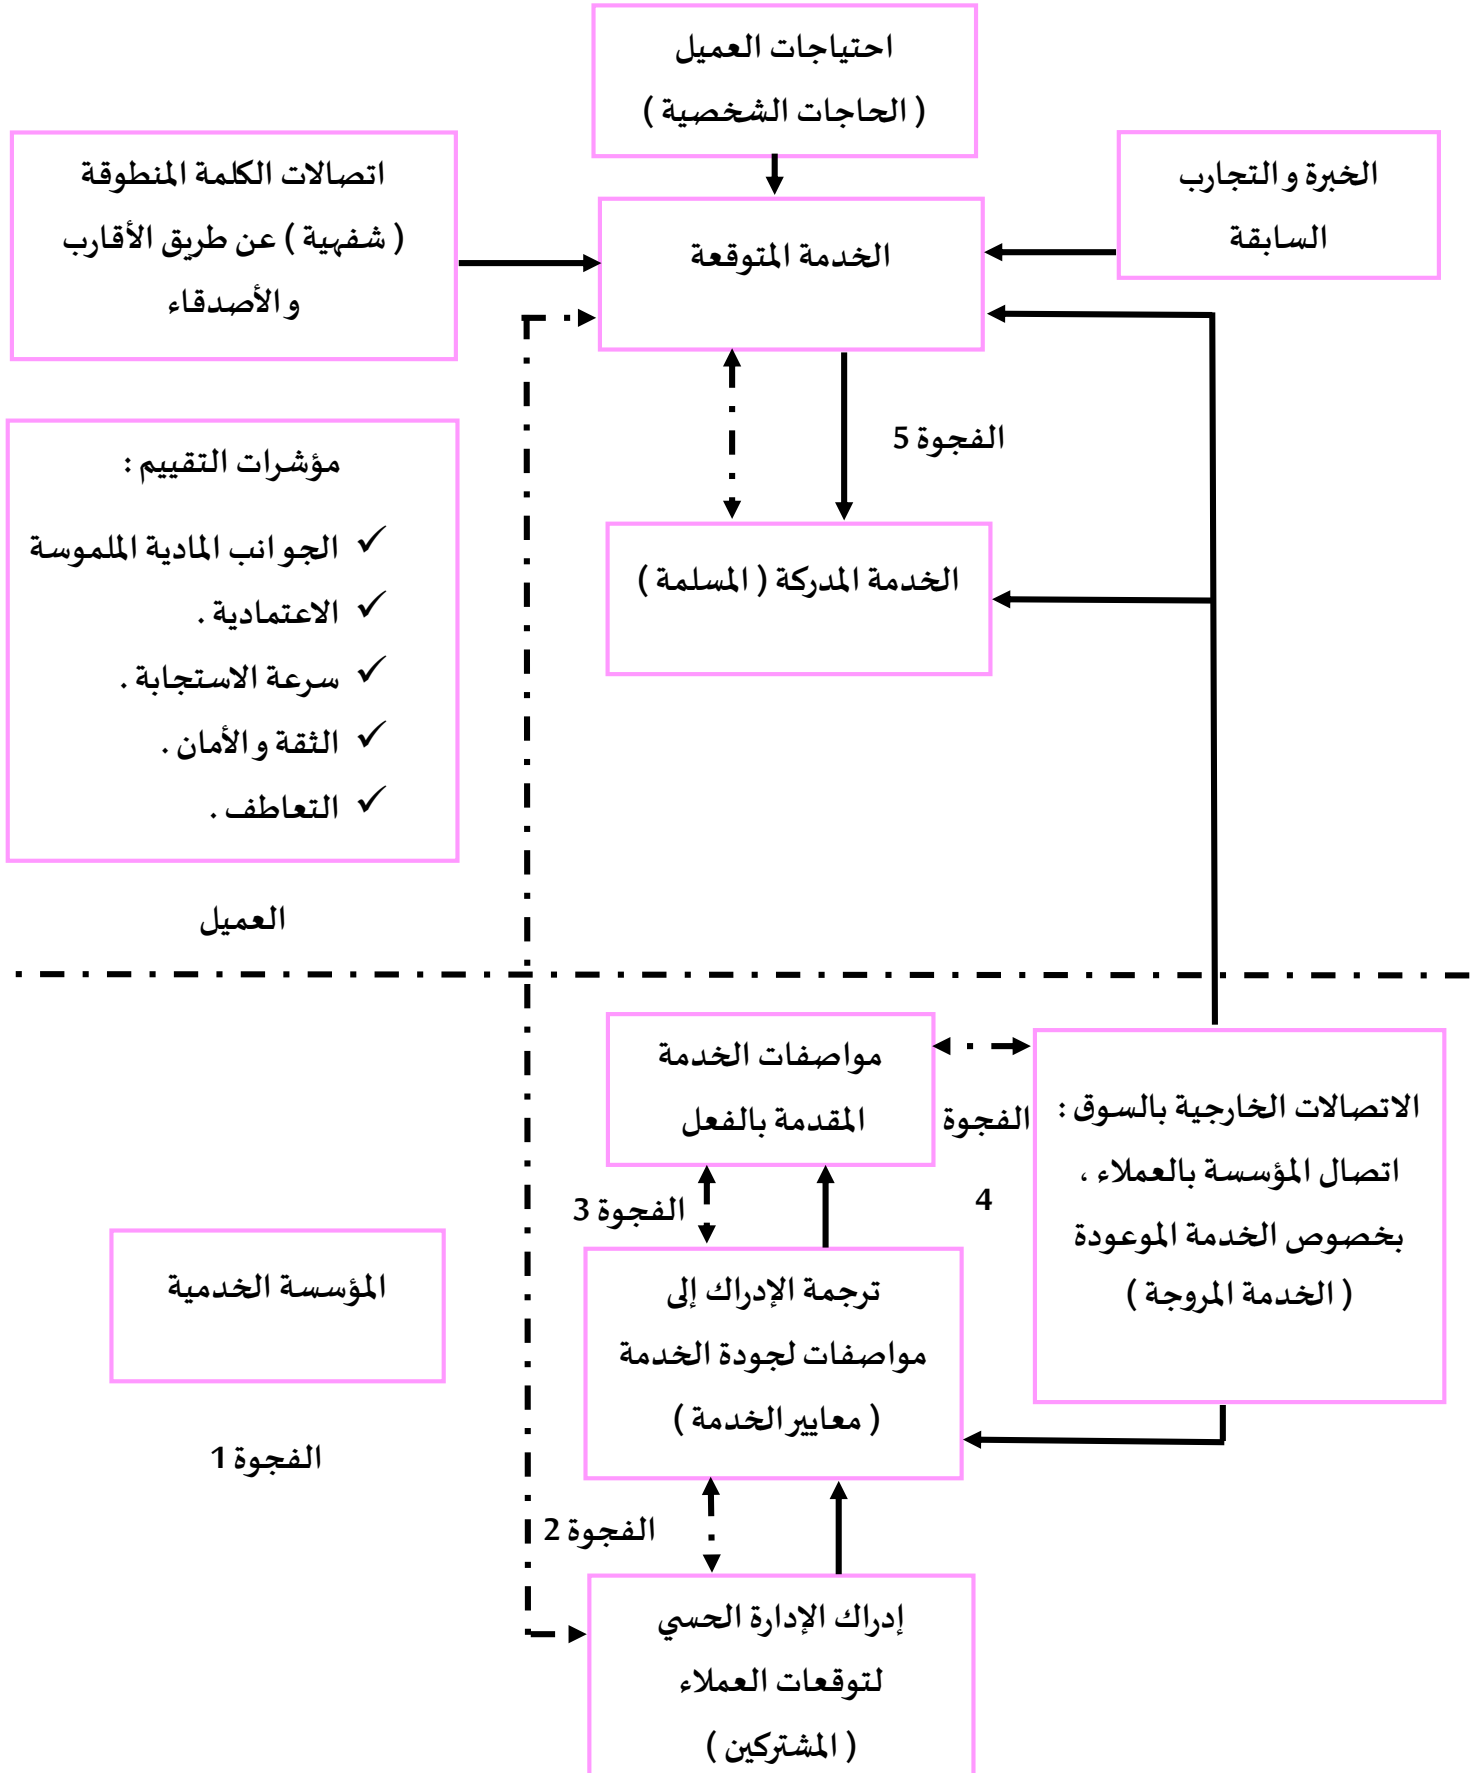 احتياجات العميل
( الحاجات الشخصية )
الخبرة و التجارب
السابقة
اتصالات الكلمة المنطوقة
( شفهية ) عن طريق الأقارب
و الأصدقاء
الخدمة المتوقعة
الفجوة 5
مؤشرات التقييم :
✓ الجوانب المادية الملموسة
✓ الاعتمادية .
✓ سرعة الاستجابة .
✓ الثقة و الأمان .
✓ التعاطف .
الخدمة المدركة ( المسلمة )
العميل
مواصفات الخدمة
المقدمة بالفعل
الفجوة
4
الاتصالات الخارجية بالسوق :
اتصال المؤسسة بالعملاء ،
بخصوص الخدمة الموعودة
( الخدمة المروجة )
الفجوة 3
المؤسسة الخدمية
ترجمة الإدراك إلى
مواصفات لجودة الخدمة
( معايير الخدمة )
الفجوة 1
الفجوة 2
إدراك الإدارة الحسي
لتوقعات العملاء
( المشتركين )